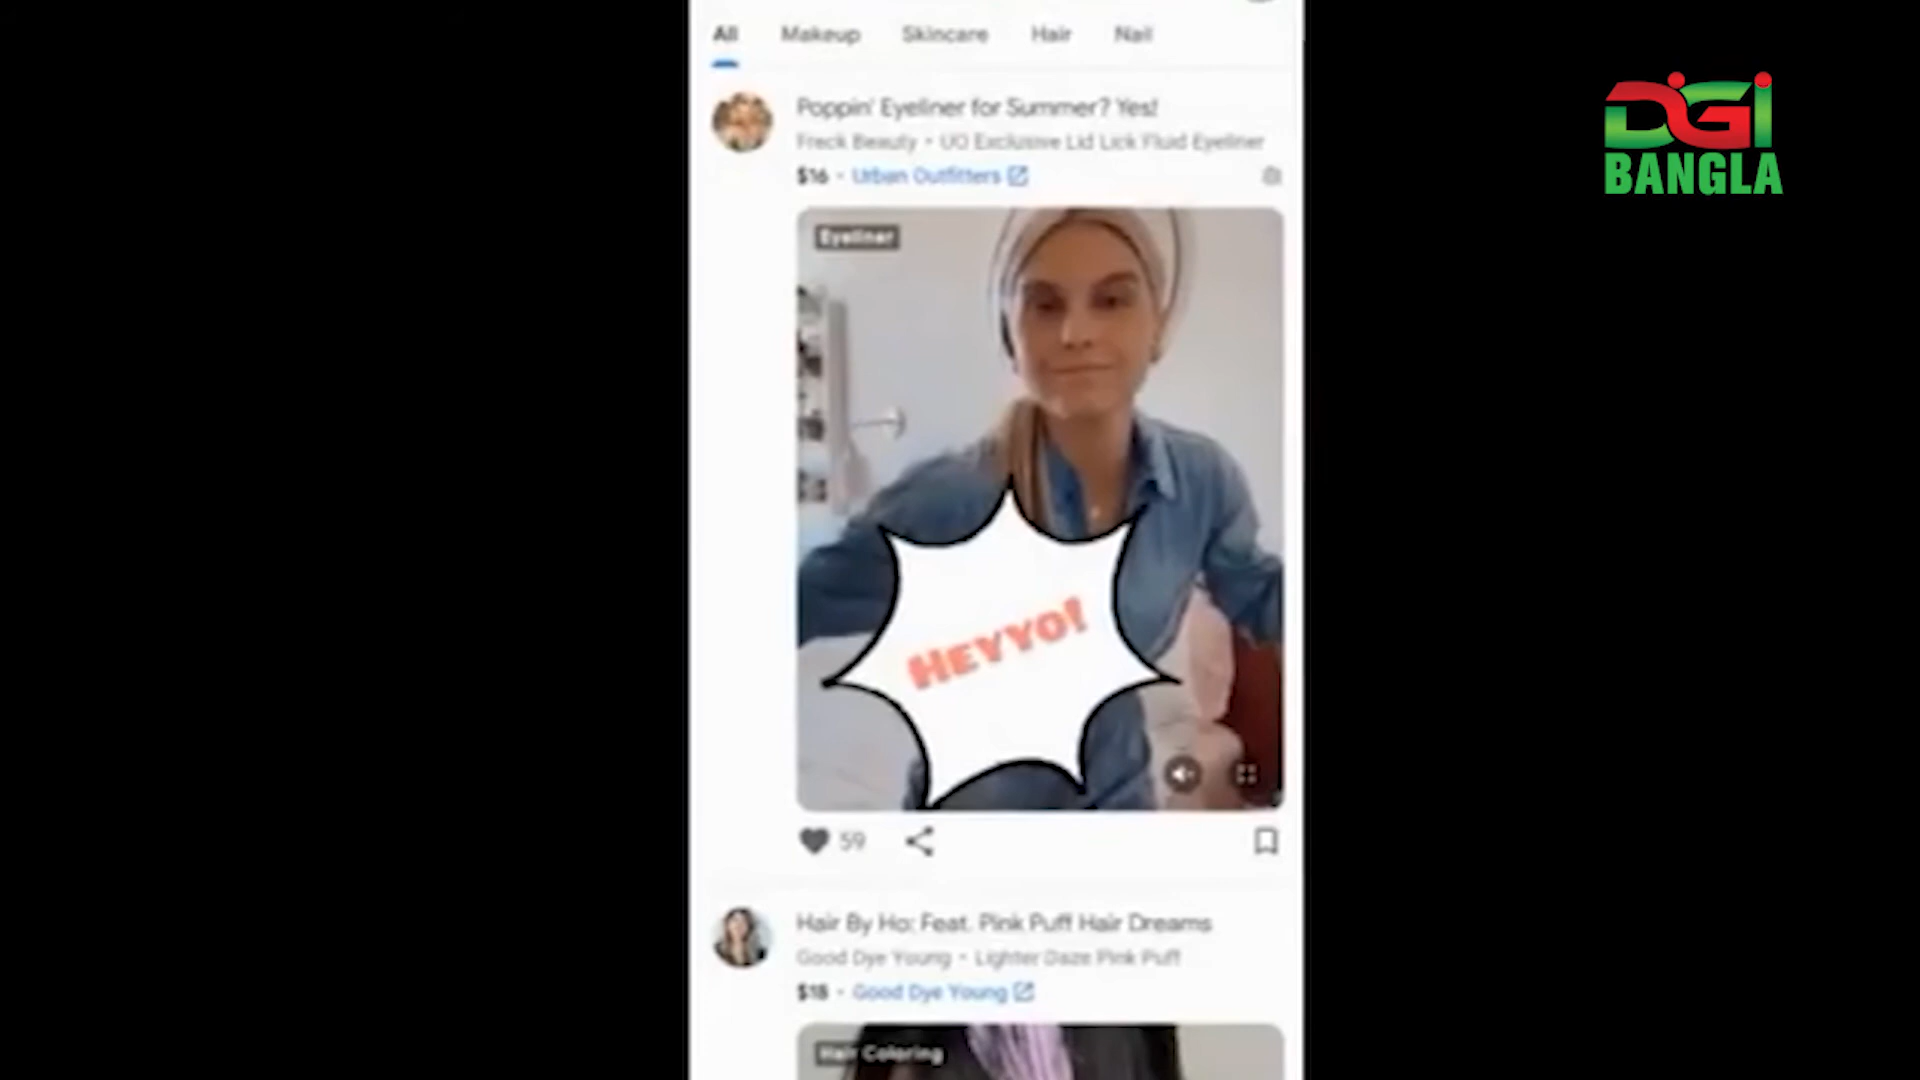 All Makeup Skincare Hair Nail
Poppin' Eyeliner for Summer? Yes!
Freck Beauty • UO Exclusive Lid Lick Fluid Eyeliner
$16 • Urban Outfitters
Eyeliner
HEYYO!
59
Hair By Ho: Feat. Pink Puff Hair Dreams
Good Dye Young • Lighter Daze Pink Puff
$18 • Good Dye Young
Hair Coloring
DIGI
BANGLA